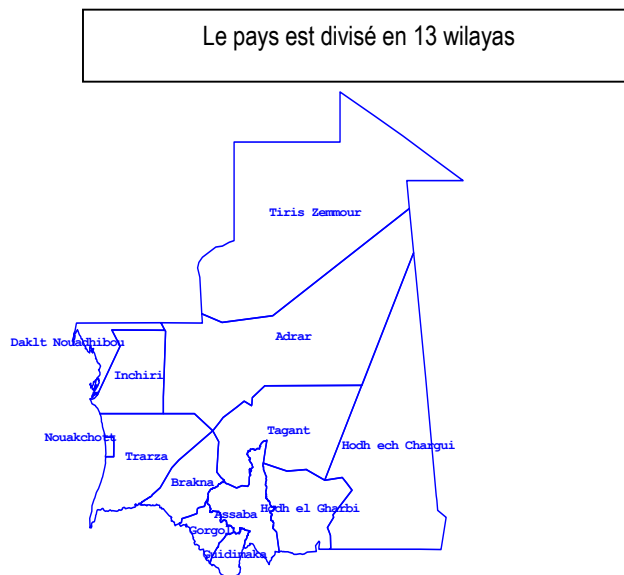 Le pays est divisé en 13 wilayas
Tiris Zemmour
Adrar
Daklt Nouadhibou
Inchiri
Nouakchott
Tagant
Hodh ech Chargui
Trarza
Brakna
Hodh el Gharbi
Assaba
Gorgol
Guidimaka